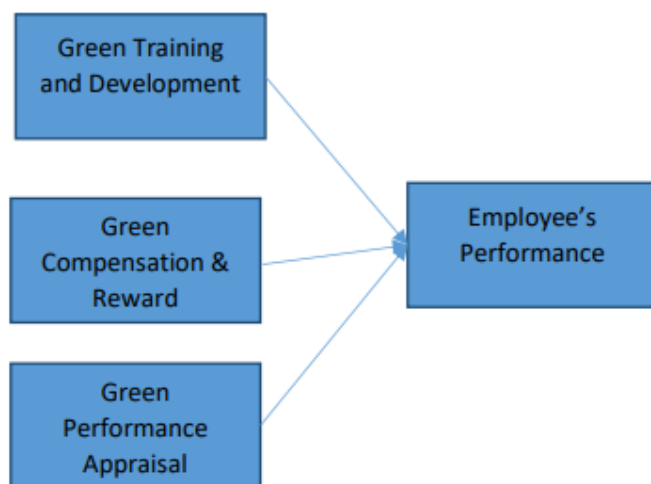 Green Training
and Development
Green
Compensation &
Reward
Green
Performance
Appraisal
Employee’s
Performance